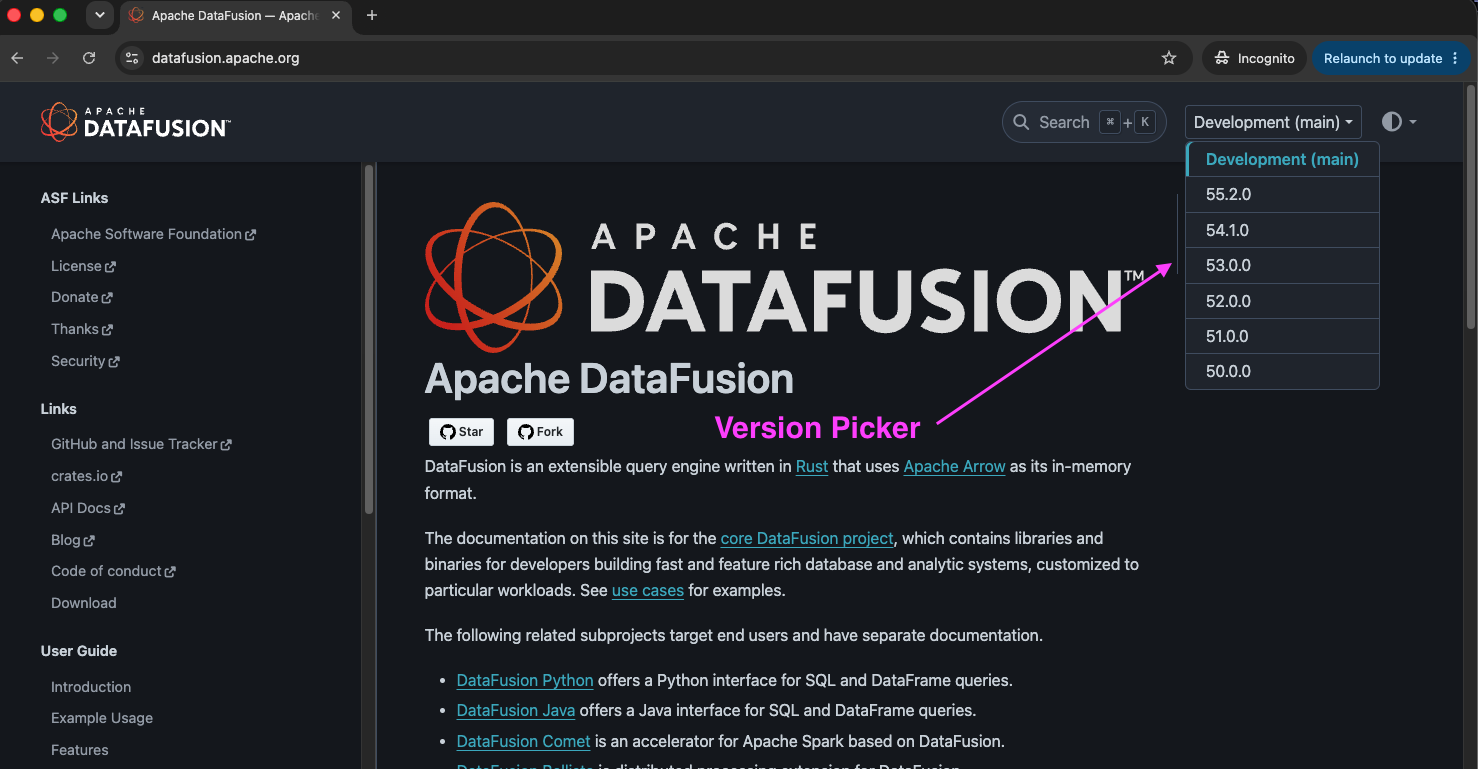 Apache DataFusion — Apache
datafusion.apache.org
Incognito
Relaunch to update
APACHE
DATAFUSION™
Search ⌘ + K
Development (main)
Development (main)
55.2.0
54.1.0
53.0.0
52.0.0
51.0.0
50.0.0
ASF Links
Apache Software Foundation
License
Donate
Thanks
Security
Links
GitHub and Issue Tracker
crates.io
API Docs
Blog
Code of conduct
Download
User Guide
Introduction
Example Usage
Features
APACHE
DATAFUSION™
Apache DataFusion
Star
Fork
Version Picker
DataFusion is an extensible query engine written in Rust that uses Apache Arrow as its in-memory
format.
The documentation on this site is for the core DataFusion project, which contains libraries and
binaries for developers building fast and feature rich database and analytic systems, customized to
particular workloads. See use cases for examples.
The following related subprojects target end users and have separate documentation.
• DataFusion Python offers a Python interface for SQL and DataFrame queries.
• DataFusion Java offers a Java interface for SQL and DataFrame queries.
• DataFusion Comet is an accelerator for Apache Spark based on DataFusion.
DataFusion Ballista is distributed processing extension for DataFusion.